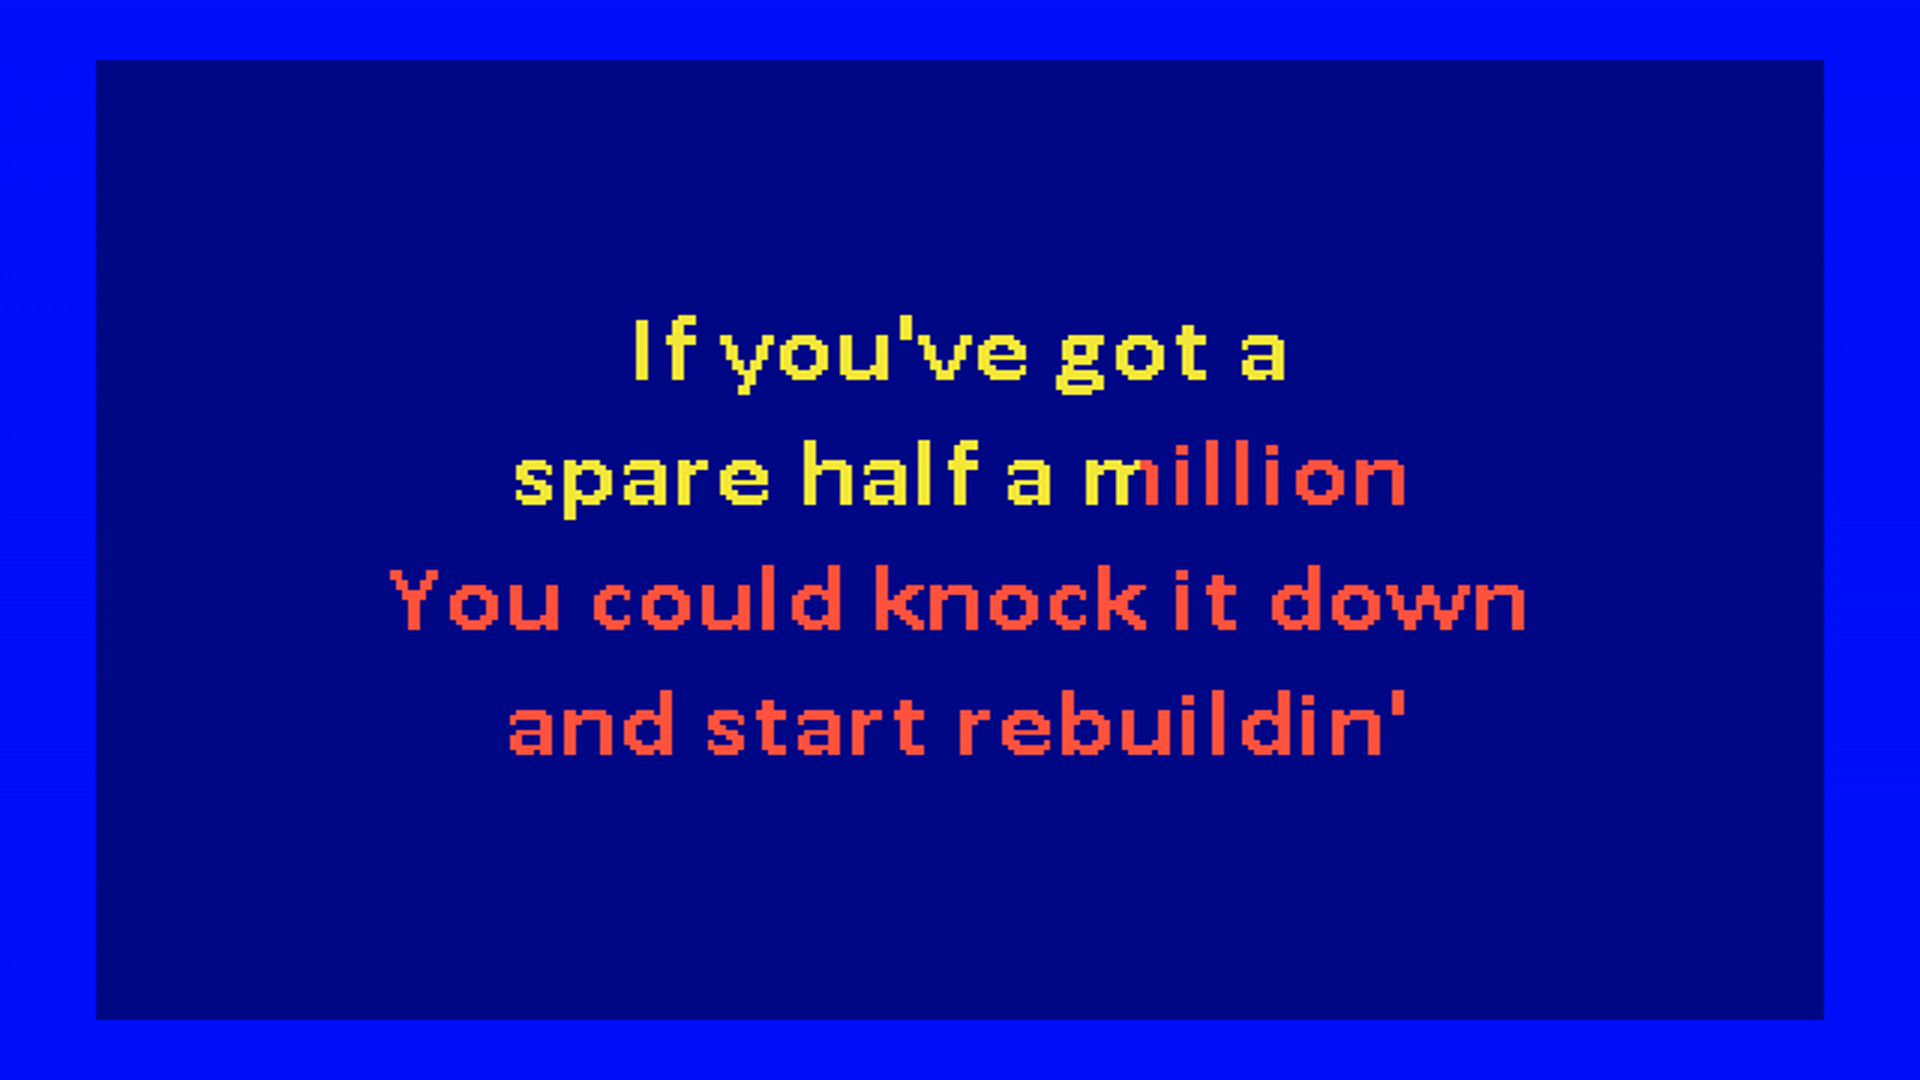 If you've got a
spare half a million
You could knock it down
and start rebuildin'